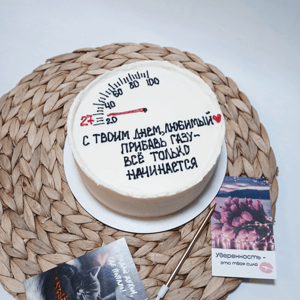 100
80
60
40
27
20
С ТВОИМ ДНЕМ, ЛЮБИМЫЙ
ПРИБАВЬ ГАЗУ-
ВСЁ ТОЛЬКО
НАЧИНАЕТСЯ
Уверенность -
это твоя сила